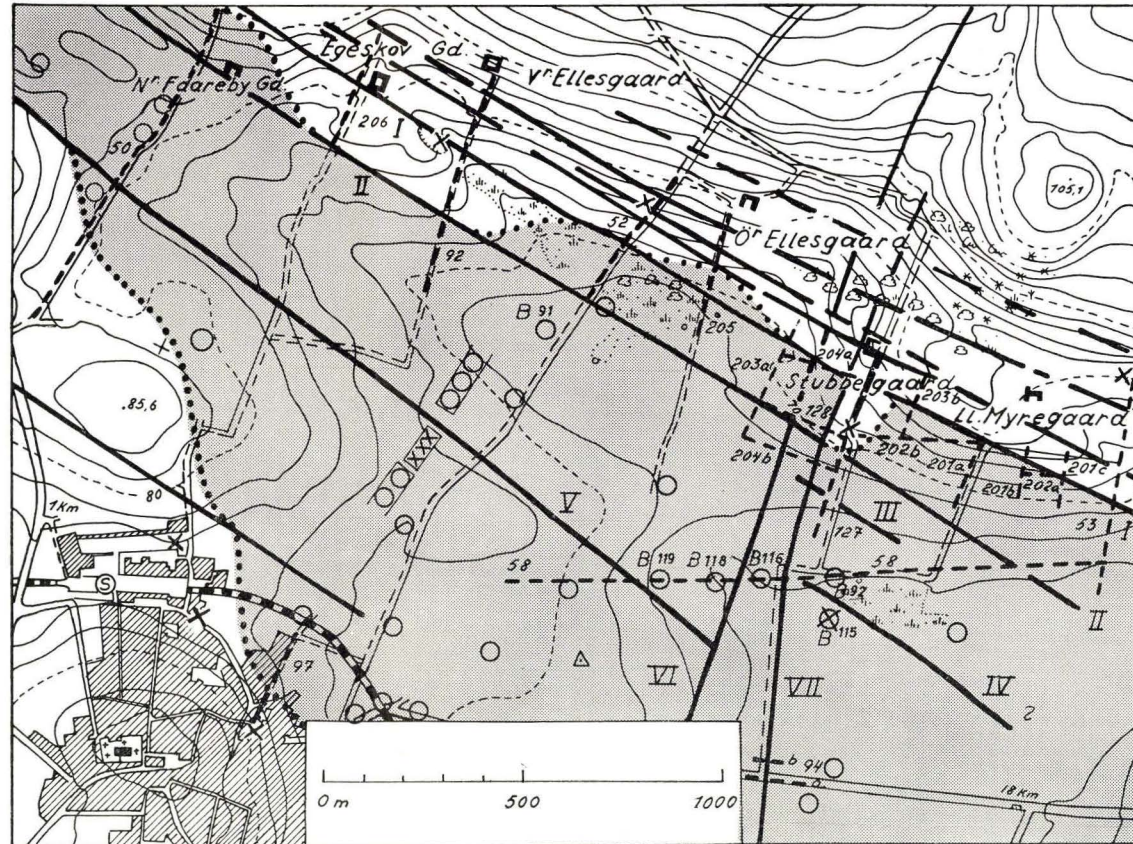 Egeskov Gd.
Nr Faareby Gd.
Vr Ellesgaard
206 I
50
II
105,1
52
Ör Ellesgaard
92
B 91
205
203a
204a
Stubbegaard
203b
Ll. Myregaard
128
85,6
204b
202b
201a
201b
202a
201c
XXX
80
V
III
53
I
1 Km
127
58
B 119
B 118
B 116
58
B 92
S
II
B 115
97
VI
VII
IV
2
b 94
a
18 Km
0 m 500 1000